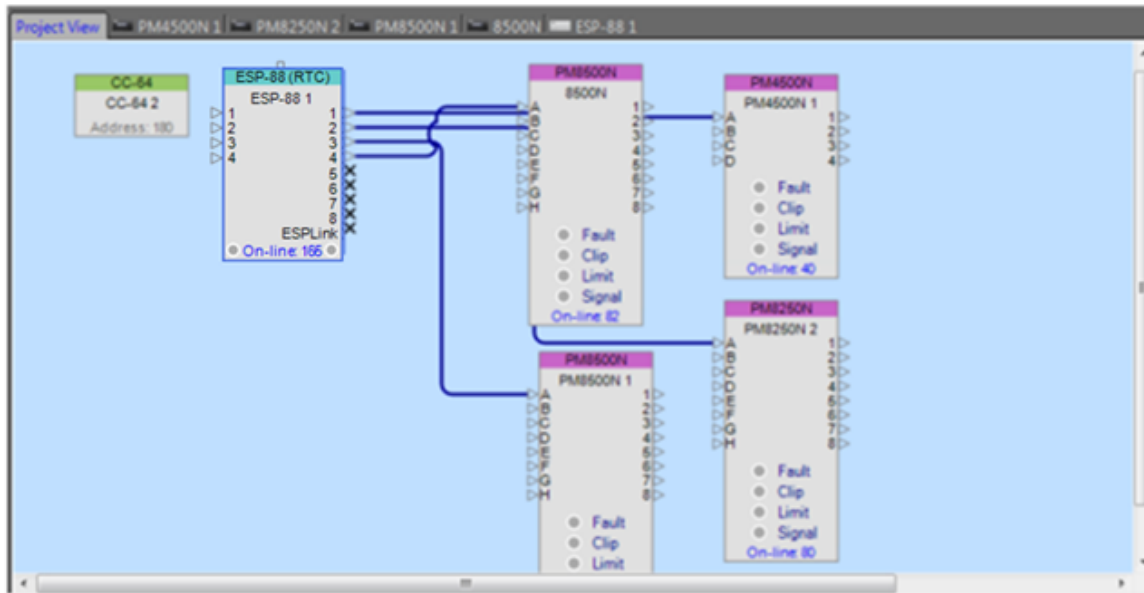 Project View PM4500N 1 PM8250N 2 PM8500N 1 8500N ESP-88 1
CC-64
CC-64 2
Address: 180
ESP-88 (RTC)
ESP-88 1
1 1
2 2
3 3
4 4
5
6
7
8
ESPLink
On-line: 166
PM8500N
8500N
A 1
B 2
C 3
D 4
E 5
F 6
G 7
H 8
Fault
Clip
Limit
Signal
On-line: 82
PM4500N
PM4500N 1
A 1
B 2
C 3
D 4
Fault
Clip
Limit
Signal
On-line: 40
PM8500N
PM8500N 1
A 1
B 2
C 3
D 4
E 5
F 6
G 7
H 8
Fault
Clip
Limit
PM8250N
PM8250N 2
A 1
B 2
C 3
D 4
E 5
F 6
G 7
H 8
Fault
Clip
Limit
Signal
On-line: 80